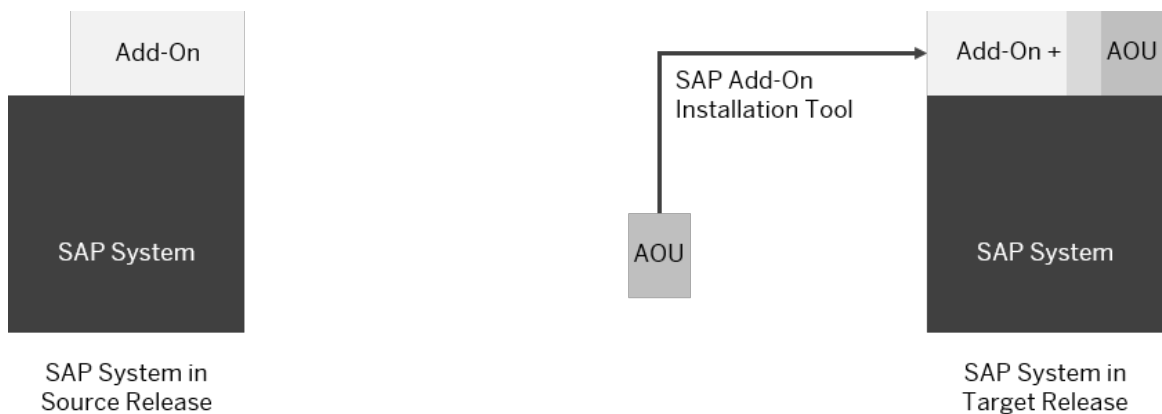 Add-On
SAP System
SAP System in
Source Release
SAP Add-On
Installation Tool
AOU
Add-On +
AOU
SAP System
SAP System in
Target Release